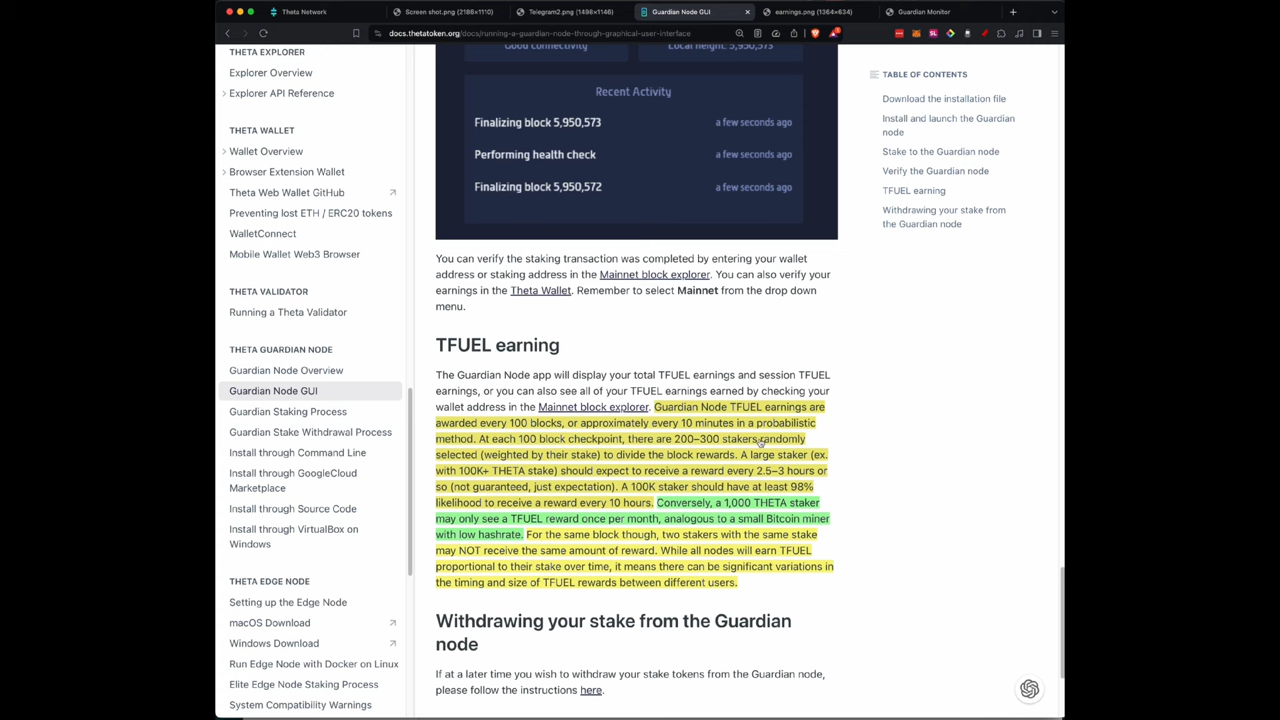 Theta Network
Screen shot.png (2186×1110)
Telegram2.png (1498×1146)
Guardian Node GUI
earnings.png (1364×634)
Guardian Monitor
docs.thetatoken.org/docs/running-a-guardian-node-through-graphical-user-interface
THETA EXPLORER
Explorer Overview
Explorer API Reference
THETA WALLET
Wallet Overview
Browser Extension Wallet
Theta Web Wallet GitHub
Preventing lost ETH / ERC20 tokens
WalletConnect
Mobile Wallet Web3 Browser
THETA VALIDATOR
Running a Theta Validator
THETA GUARDIAN NODE
Guardian Node Overview
Guardian Node GUI
Guardian Staking Process
Guardian Stake Withdrawal Process
Install through Command Line
Install through GoogleCloud
Marketplace
Install through Source Code
Install through VirtualBox on
Windows
THETA EDGE NODE
Setting up the Edge Node
macOS Download
Windows Download
Run Edge Node with Docker on Linux
Elite Edge Node Staking Process
System Compatibility Warnings
Good connectivity
Local height: 5,950,573
Recent Activity
Finalizing block 5,950,573 a few seconds ago
Performing health check a few seconds ago
Finalizing block 5,950,572 a few seconds ago
You can verify the staking transaction was completed by entering your wallet
address or staking address in the Mainnet block explorer. You can also verify your
earnings in the Theta Wallet. Remember to select Mainnet from the drop down
menu.
TFUEL earning
The Guardian Node app will display your total TFUEL earnings and session TFUEL
earnings, or you can also see all of your TFUEL earnings earned by checking your
wallet address in the Mainnet block explorer. Guardian Node TFUEL earnings are
awarded every 100 blocks, or approximately every 10 minutes in a probabilistic
method. At each 100 block checkpoint, there are 200–300 stakers randomly
selected (weighted by their stake) to divide the block rewards. A large staker (ex.
with 100K+ THETA stake) should expect to receive a reward every 2.5–3 hours or
so (not guaranteed, just expectation). A 100K staker should have at least 98%
likelihood to receive a reward every 10 hours. Conversely, a 1,000 THETA staker
may only see a TFUEL reward once per month, analogous to a small Bitcoin miner
with low hashrate. For the same block though, two stakers with the same stake
may NOT receive the same amount of reward. While all nodes will earn TFUEL
proportional to their stake over time, it means there can be significant variations in
the timing and size of TFUEL rewards between different users.
Withdrawing your stake from the Guardian
node
If at a later time you wish to withdraw your stake tokens from the Guardian node,
please follow the instructions here.
TABLE OF CONTENTS
Download the installation file
Install and launch the Guardian
node
Stake to the Guardian node
Verify the Guardian node
TFUEL earning
Withdrawing your stake from
the Guardian node